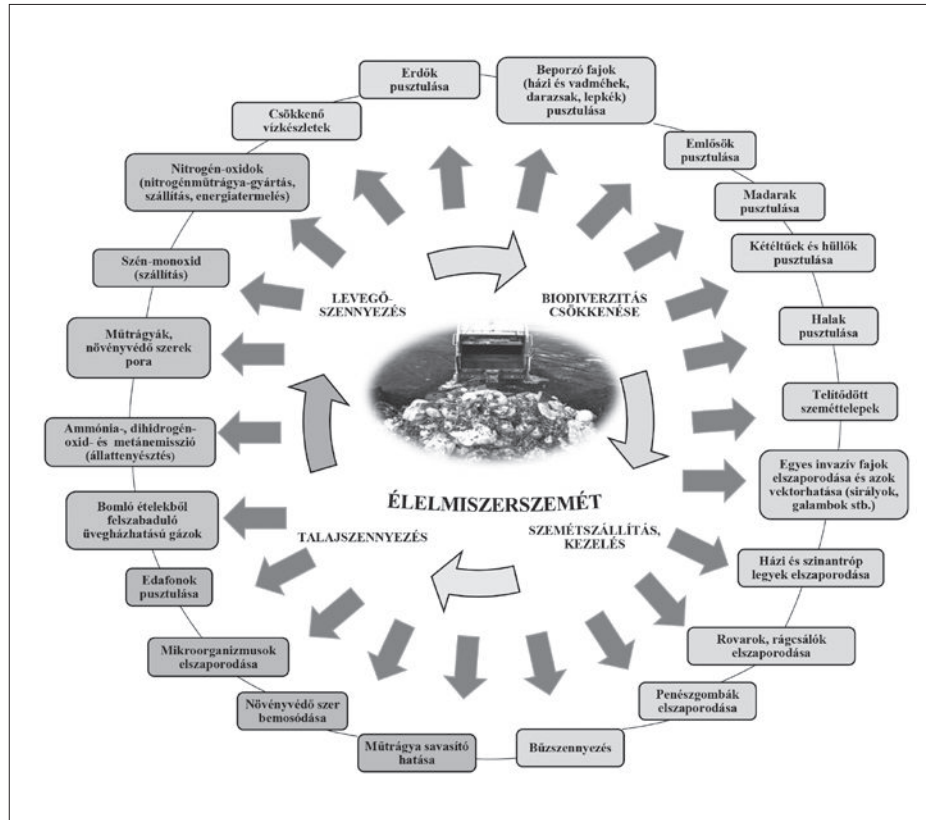 Erdők
pusztulása
Beporzó fajok
(házi és vadméhek,
darazsak, lepkék)
pusztulása
Emlősök
pusztulása
Madarak
pusztulása
Kétéltűek és hüllők
pusztulása
Halak
pusztulása
Telítődött
szeméttelepek
Egyes invazív fajok
elszaporodása és azok
vektorhatása (sirályok,
galambok stb.)
Házi és szinantróp
legyek elszaporodása
Rovarok, rágcsálók
elszaporodása
Penészgombák
elszaporodása
Bűzszennyezés
Műtrágya savasító
hatása
Növényvédő szer
bemosódása
Mikroorganizmusok
elszaporodása
Edafonok
pusztulása
Bomló ételekből
felszabaduló
üvegházhatású gázok
Ammónia-, dihidrogén-
oxid- és metánemisszió
(állattenyésztés)
Műtrágyák,
növényvédő szerek
pora
Szén-monoxid
(szállítás)
Nitrogén-oxidok
(nitrogénműtrágya-gyártás,
szállítás, energiatermelés)
Csökkenő
vízkészletek
LEVEGŐ-
SZENNYEZÉS
BIODIVERZITÁS
CSÖKKENÉSE
ÉLELMISZERSZEMÉT
TALAJSZENNYEZÉS
SZEMÉTSZÁLLÍTÁS,
KEZELÉS